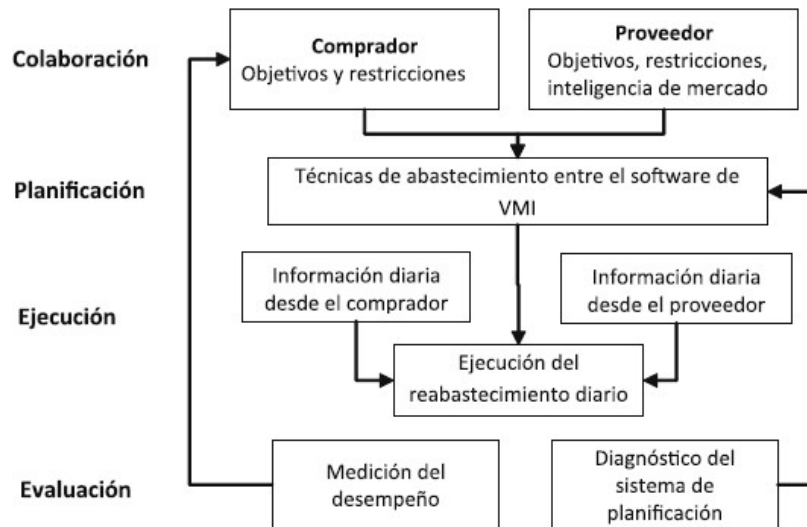 Colaboración
Comprador
Objetivos y restricciones
Proveedor
Objetivos, restricciones,
inteligencia de mercado
Planificación
Técnicas de abastecimiento entre el software de
VMI
Ejecución
Información diaria
desde el comprador
Información diaria
desde el proveedor
Ejecución del
reabastecimiento diario
Evaluación
Medición del
desempeño
Diagnóstico del
sistema de
planificación